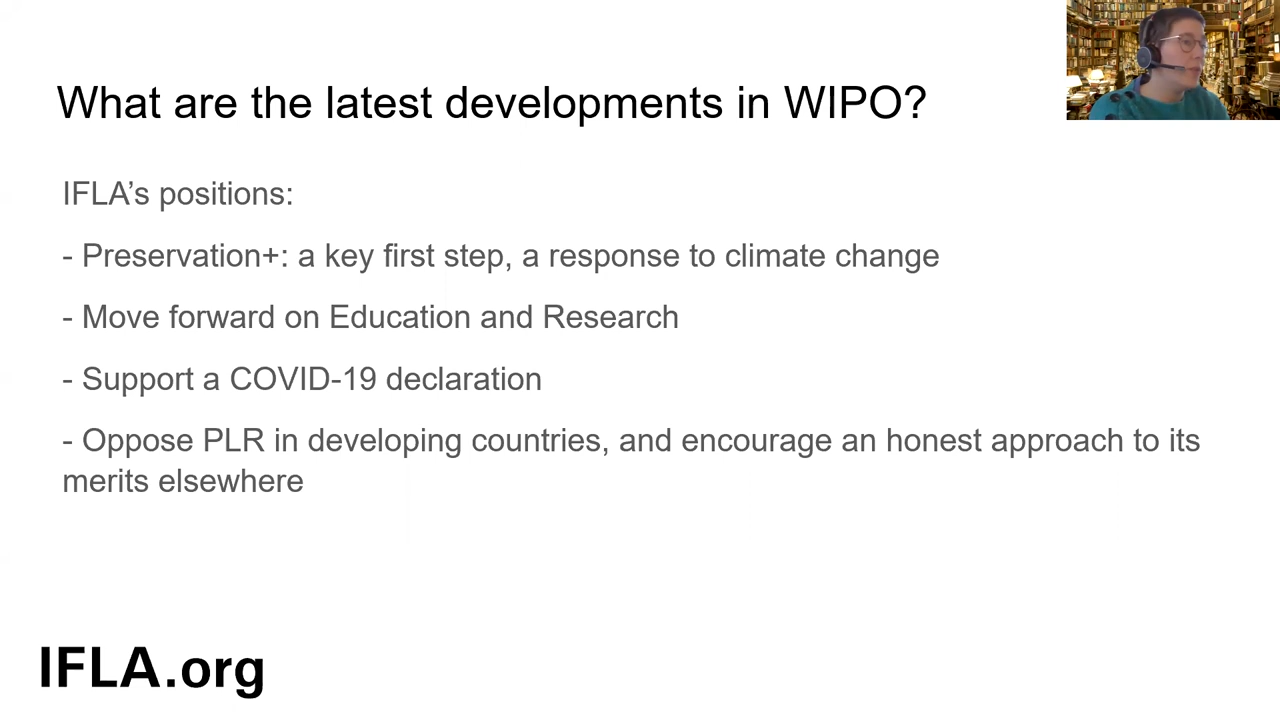 What are the latest developments in WIPO?
IFLA’s positions:
- Preservation+: a key first step, a response to climate change
- Move forward on Education and Research
- Support a COVID-19 declaration
- Oppose PLR in developing countries, and encourage an honest approach to its
merits elsewhere
IFLA.org